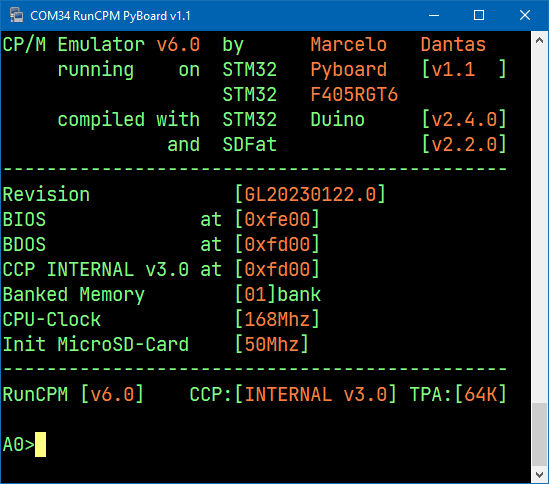 COM34 RunCPM PyBoard v1.1
CP/M Emulator v6.0 by Marcelo Dantas
running on STM32 Pyboard [v1.1 ]
STM32 F405RGT6
compiled with STM32 Duino [v2.4.0]
and SDFat [v2.2.0]
----------------------------------------------
Revision [GL20230122.0]
BIOS at [0xfe00]
BDOS at [0xfd00]
CCP INTERNAL v3.0 at [0xfd00]
Banked Memory [01]bank
CPU-Clock [168Mhz]
Init MicroSD-Card [50Mhz]
----------------------------------------------
RunCPM [v6.0] CCP:[INTERNAL v3.0] TPA:[64K]
A0>